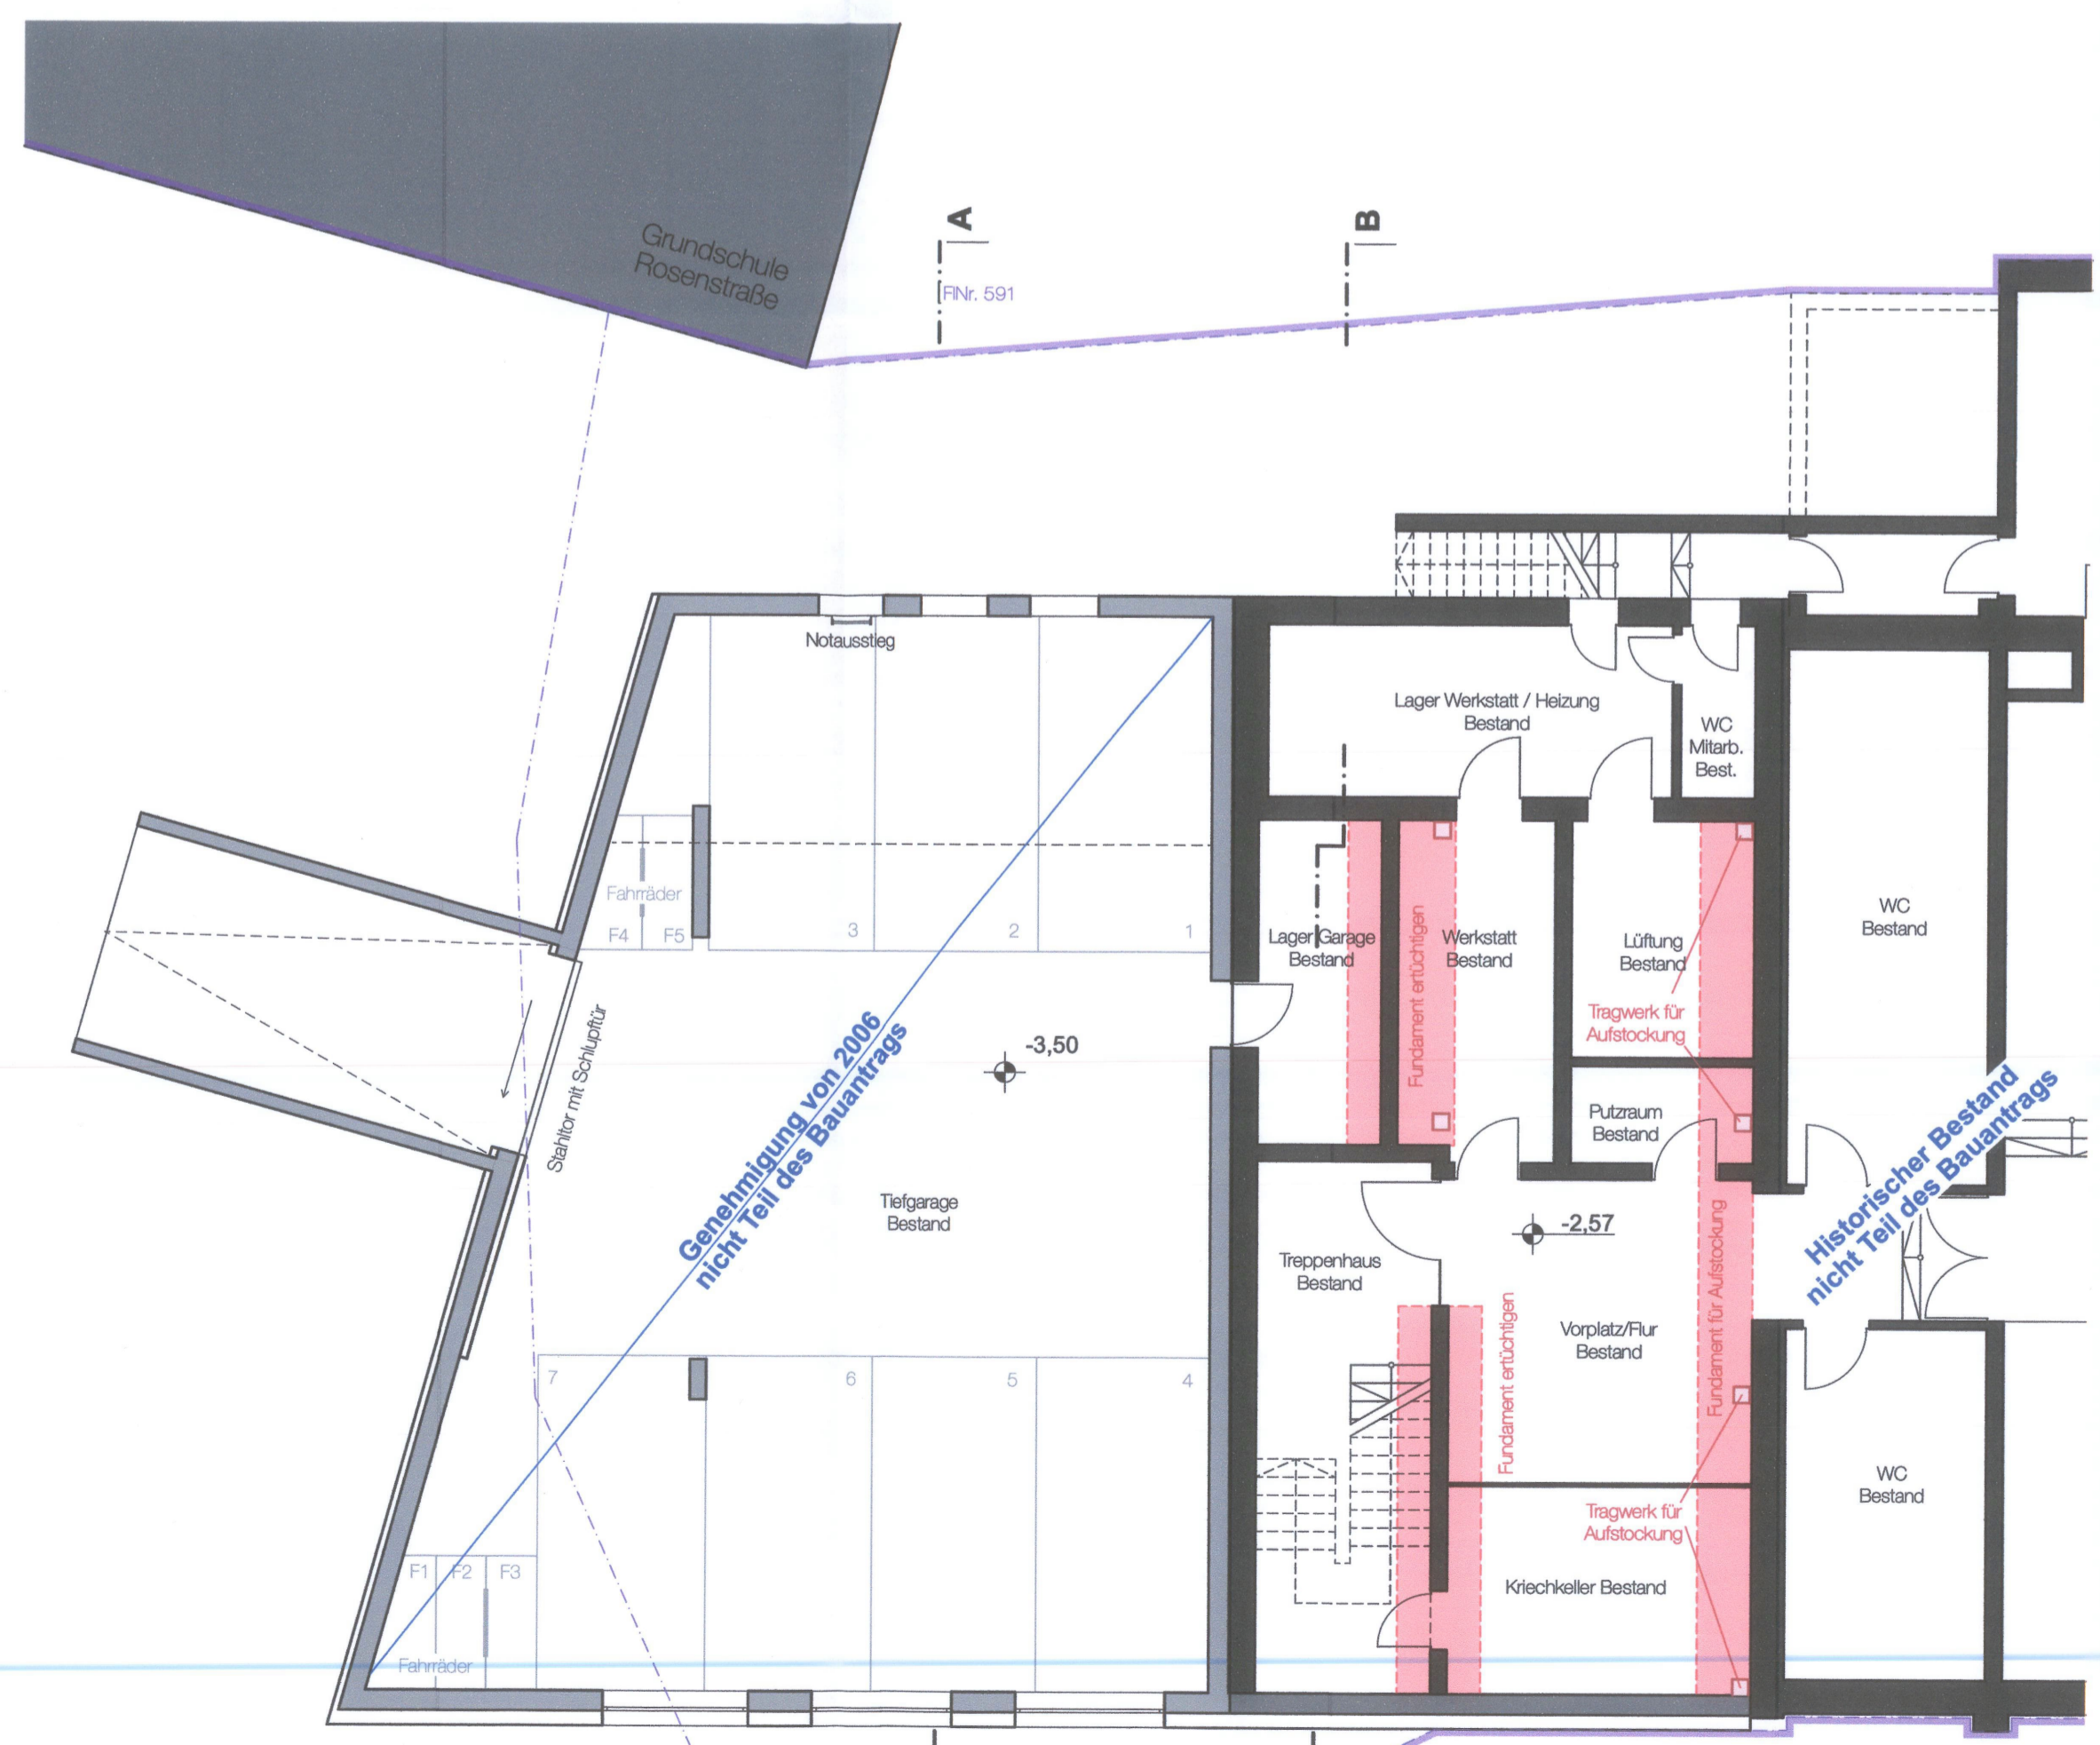 Grundschule
Rosenstraße
A
B
FlNr. 591
Notausstieg
Lager Werkstatt / Heizung
Bestand
WC
Mitarb.
Best.
Fahrräder
F4
F5
3
2
1
Lager Garage
Bestand
Fundament ertüchtigen
Werkstatt
Bestand
Lüftung
Bestand
WC
Bestand
Tragwerk für
Aufstockung
Stahltor mit Schlupftür
-3,50
Genehmigung von 2006
nicht Teil des Bauantrags
Putzraum
Bestand
Historischer Bestand
nicht Teil des Bauantrags
Tiefgarage
Bestand
Treppenhaus
Bestand
-2,57
Fundament ertüchtigen
Vorplatz/Flur
Bestand
Fundament für Aufstockung
7
6
5
4
WC
Bestand
Tragwerk für
Aufstockung
F1
F2
F3
Kriechkeller Bestand
Fahrräder